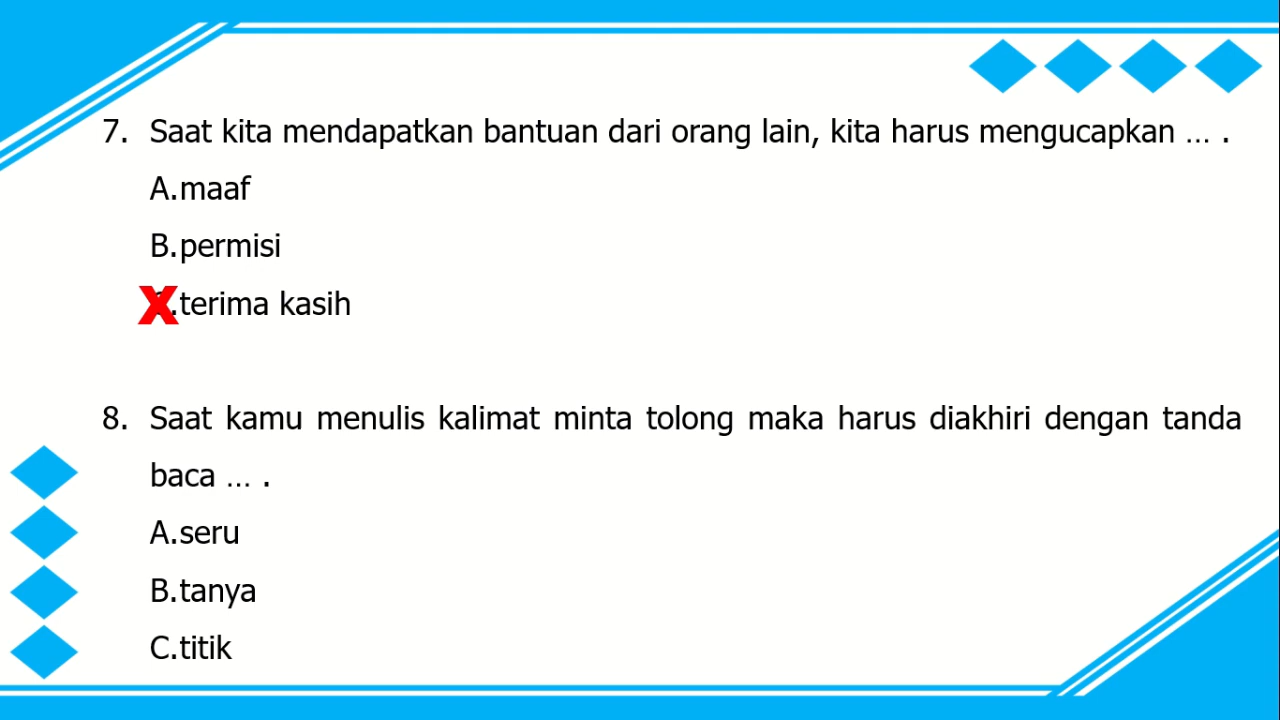 7. Saat kita mendapatkan bantuan dari orang lain, kita harus mengucapkan ... .
A.maaf
B.permisi
X.terima kasih
8. Saat kamu menulis kalimat minta tolong maka harus diakhiri dengan tanda
baca ... .
A.seru
B.tanya
C.titik